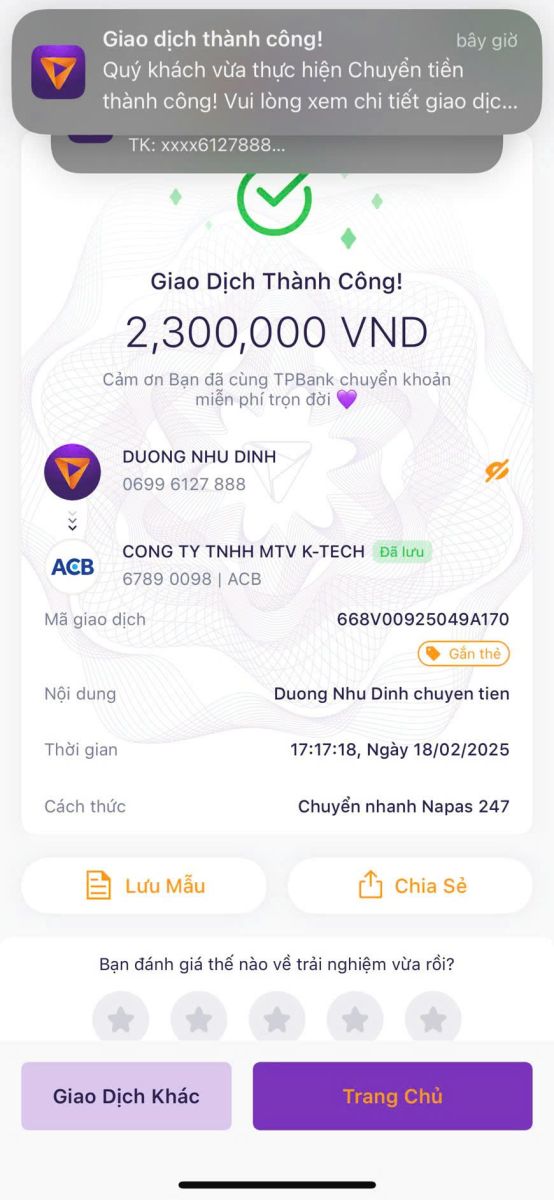 Giao dịch thành công!
bây giờ
Quý khách vừa thực hiện Chuyển tiền
thành công! Vui lòng xem chi tiết giao dịc...
TK: xxxx6127888...
Giao Dịch Thành Công!
2,300,000 VND
Cảm ơn Bạn đã cùng TPBank chuyển khoản
miễn phí trọn đời 💜
DUONG NHU DINH
0699 6127 888
ACB
CONG TY TNHH MTV K-TECH
Đã lưu
6789 0098 | ACB
Mã giao dịch
668V00925049A170
Gắn thẻ
Nội dung
Duong Nhu Dinh chuyen tien
Thời gian
17:17:18, Ngày 18/02/2025
Cách thức
Chuyển nhanh Napas 247
Lưu Mẫu
Chia Sẻ
Bạn đánh giá thế nào về trải nghiệm vừa rồi?
Giao Dịch Khác
Trang Chủ